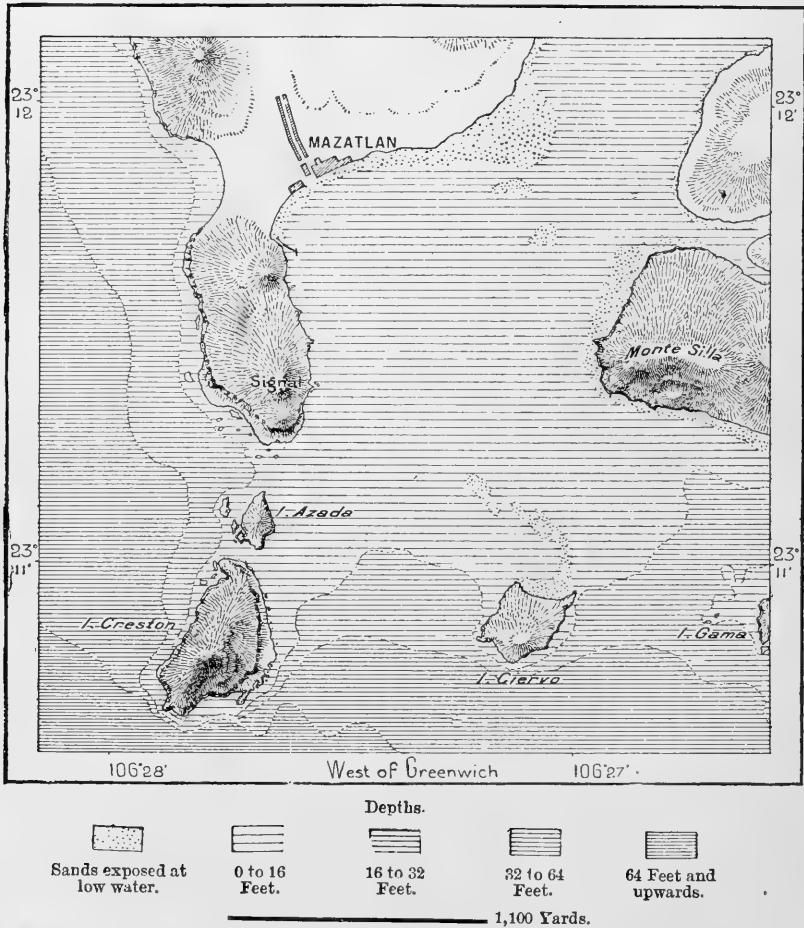 23°
12
23°
12'
MAZATLAN
Monte Silla
Signal
I. Azada
23°
11'
23°
11'
I. Creston
I. Gama
I. Ciervo
106°28'
West of Greenwich
106°27'
Depths.
Sands exposed at
low water.
0 to 16
Feet.
16 to 32
Feet.
32 to 64
Feet.
64 Feet and
upwards.
1,100 Yards.